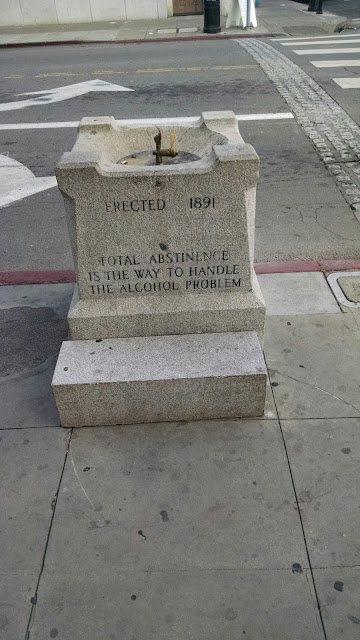 ERECTED 1891
TOTAL ABSTINENCE
IS THE WAY TO HANDLE
THE ALCOHOL PROBLEM